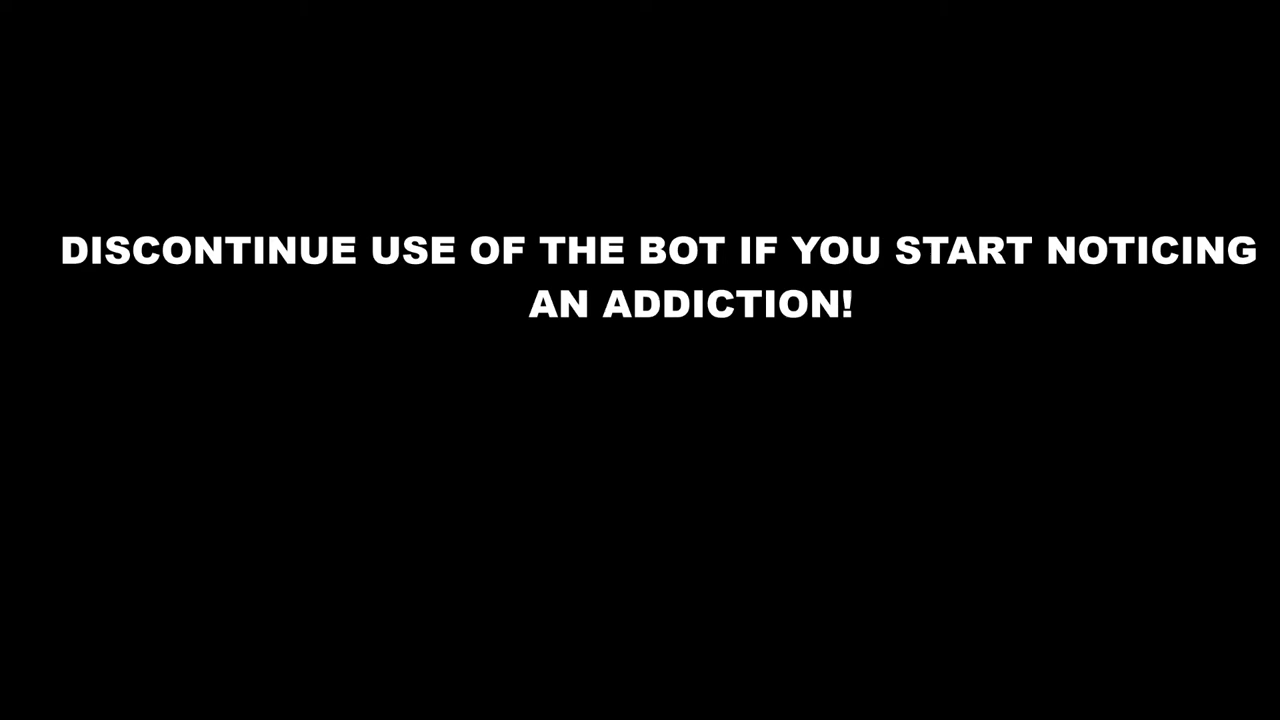 DISCONTINUE USE OF THE BOT IF YOU START NOTICING
AN ADDICTION!